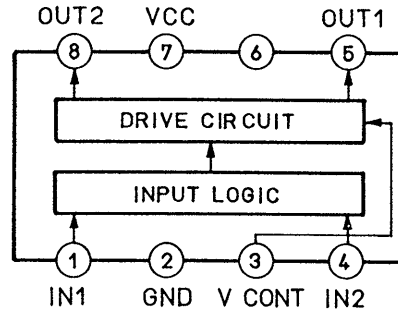 OUT2 VCC OUT1
8 7 6 5
DRIVE CIRCUIT
INPUT LOGIC
1 2 3 4
IN1 GND V CONT IN2